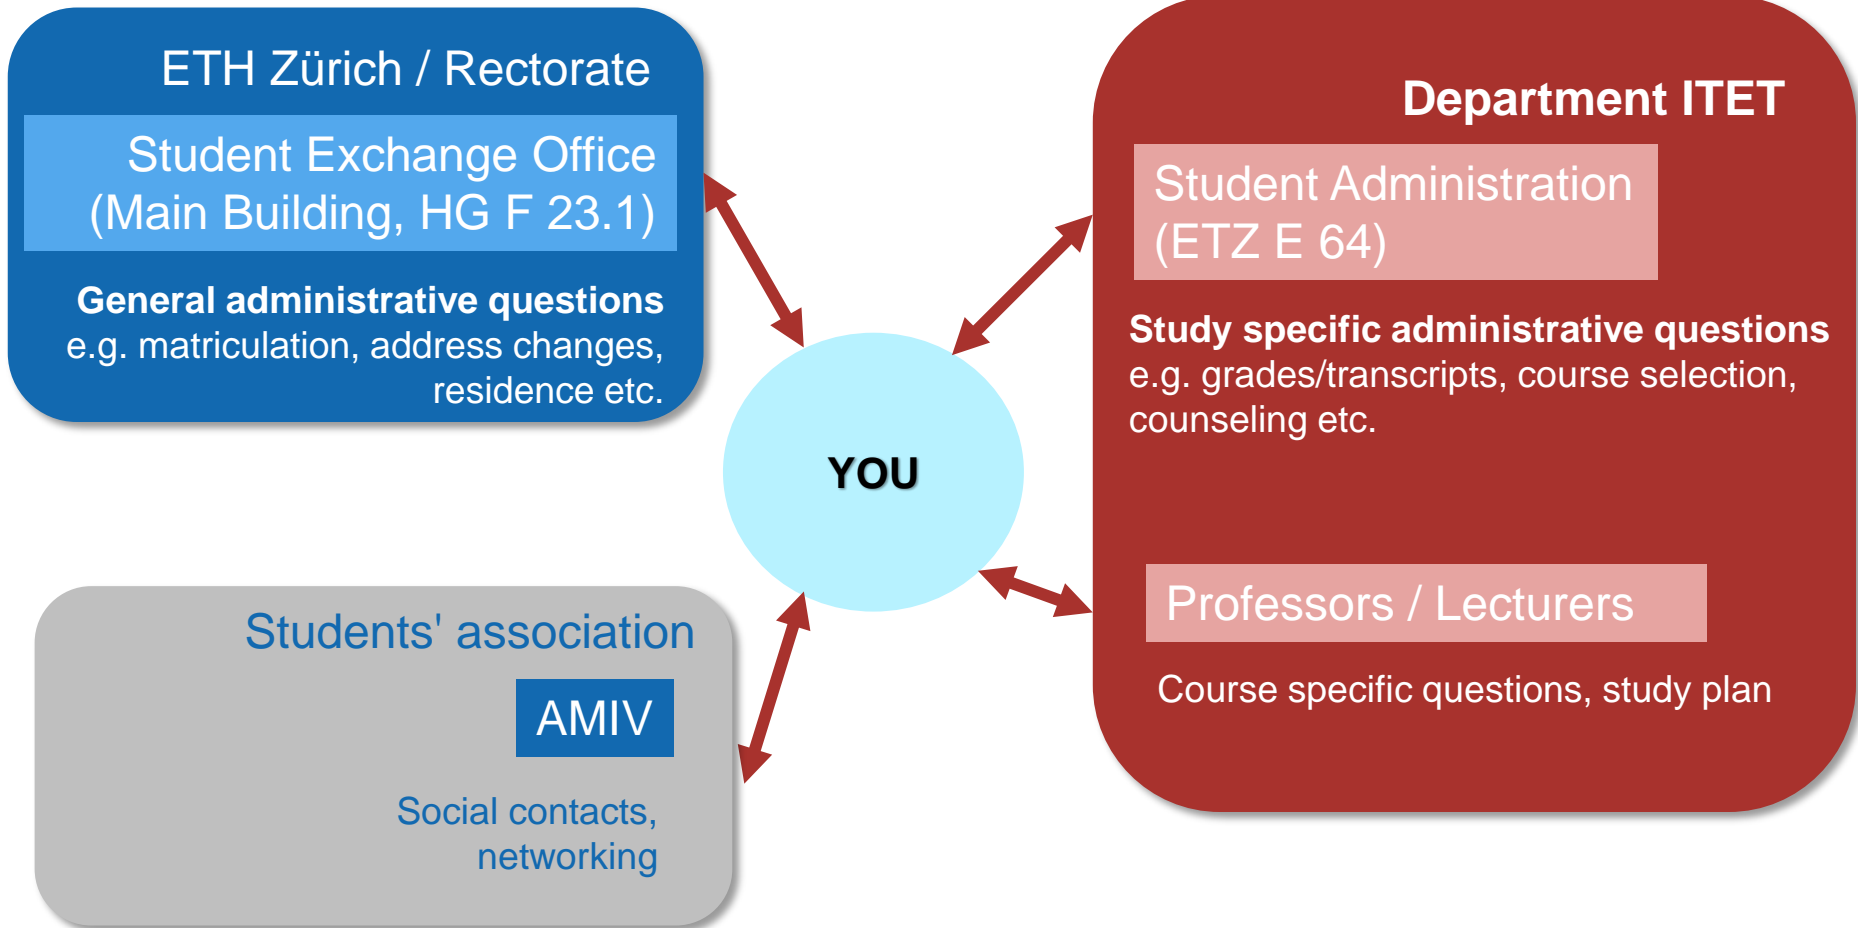 ETH Zürich / Rectorate
Student Exchange Office
(Main Building, HG F 23.1)
General administrative questions
e.g. matriculation, address changes,
residence etc.
Department ITET
Student Administration
(ETZ E 64)
Study specific administrative questions
e.g. grades/transcripts, course selection,
counseling etc.
YOU
Students' association
AMIV
Social contacts,
networking
Professors / Lecturers
Course specific questions, study plan